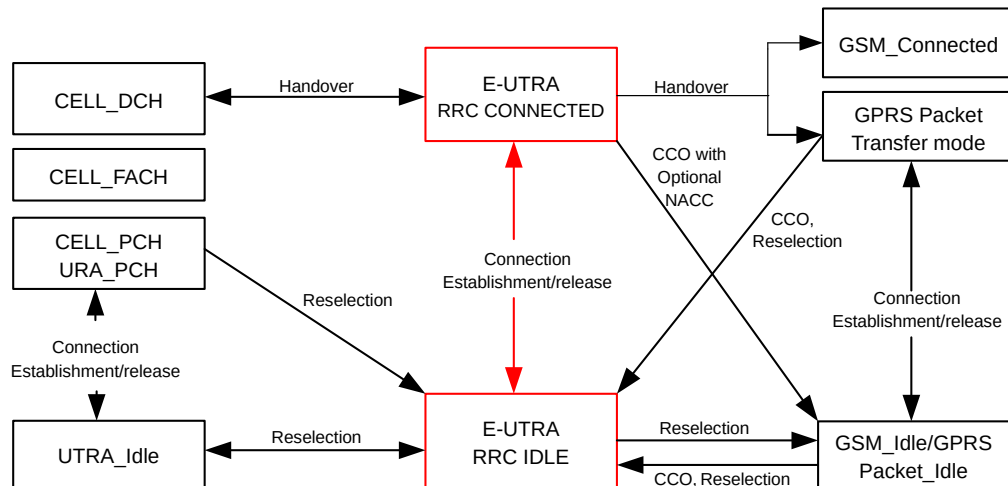 GSM_Connected
CELL_DCH
Handover
E-UTRA
RRC CONNECTED
Handover
GPRS Packet
Transfer mode
CELL_FACH
CCO with
Optional
NACC
CELL_PCH
URA_PCH
CCO,
Reselection
Connection
Establishment/release
Reselection
Connection
Establishment/release
Connection
Establishment/release
UTRA_Idle
Reselection
E-UTRA
RRC IDLE
Reselection
GSM_Idle/GPRS
Packet_Idle
CCO, Reselection